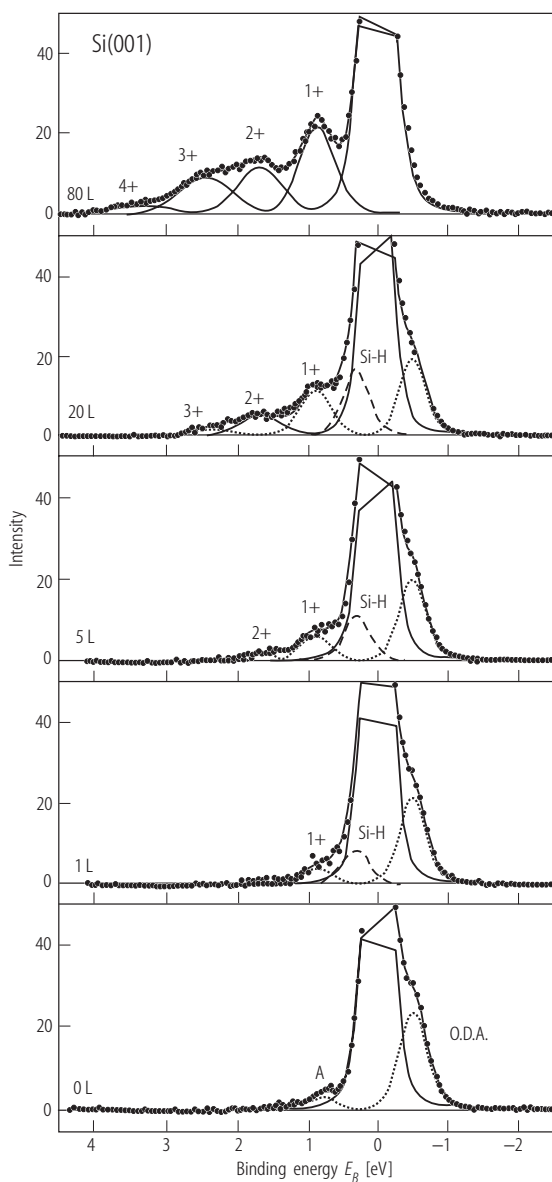 Si(001)
40
20
0
80 L
4+
3+
2+
1+
40
20
0
20 L
3+
2+
1+
Si-H
40
20
0
5 L
2+
1+
Si-H
40
20
0
1 L
1+
Si-H
40
20
0
0 L
A
O.D.A.
Intensity
4 3 2 1 0 −1 −2
Binding energy E_B [eV]